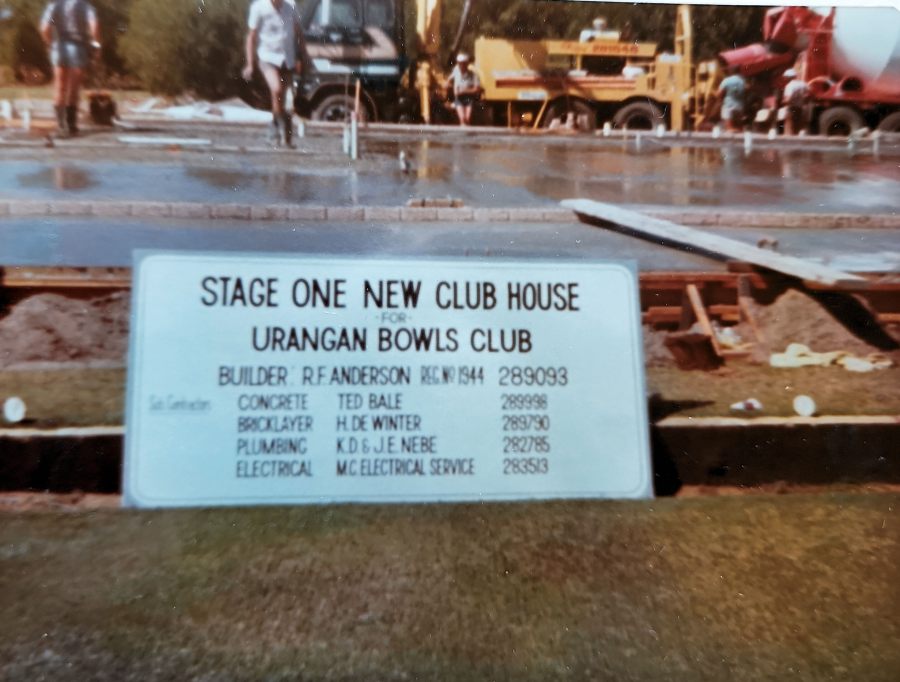 STAGE ONE NEW CLUB HOUSE
-FOR-
URANGAN BOWLS CLUB
BUILDER: R.F. ANDERSON REG. Nº 1944 289093
Sub Contractors CONCRETE TED BALE 289998
BRICKLAYER H. DE WINTER 289790
PLUMBING K.D. & J.E. NEBE 282785
ELECTRICAL M.C. ELECTRICAL SERVICE 283513